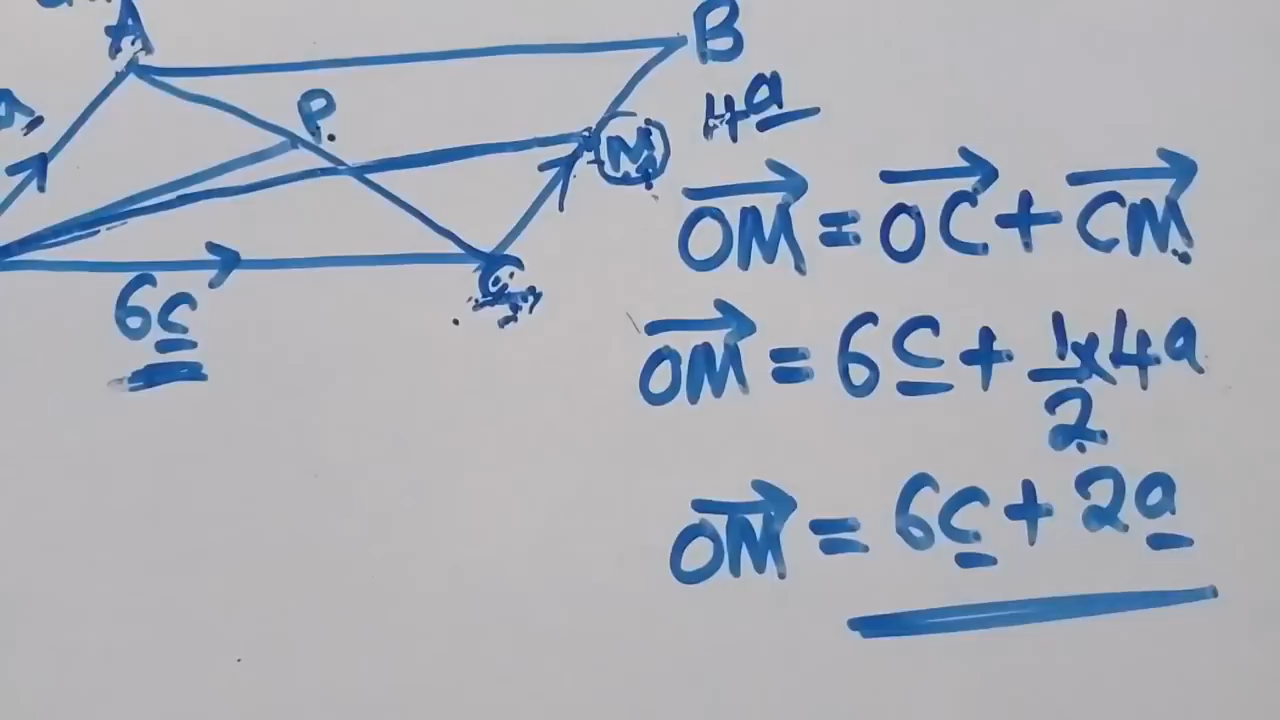 A
B
P.
4a
M
OM = OC + CM
6c
C
OM = 6c + 1/2 x 4a
OM = 6c + 2a